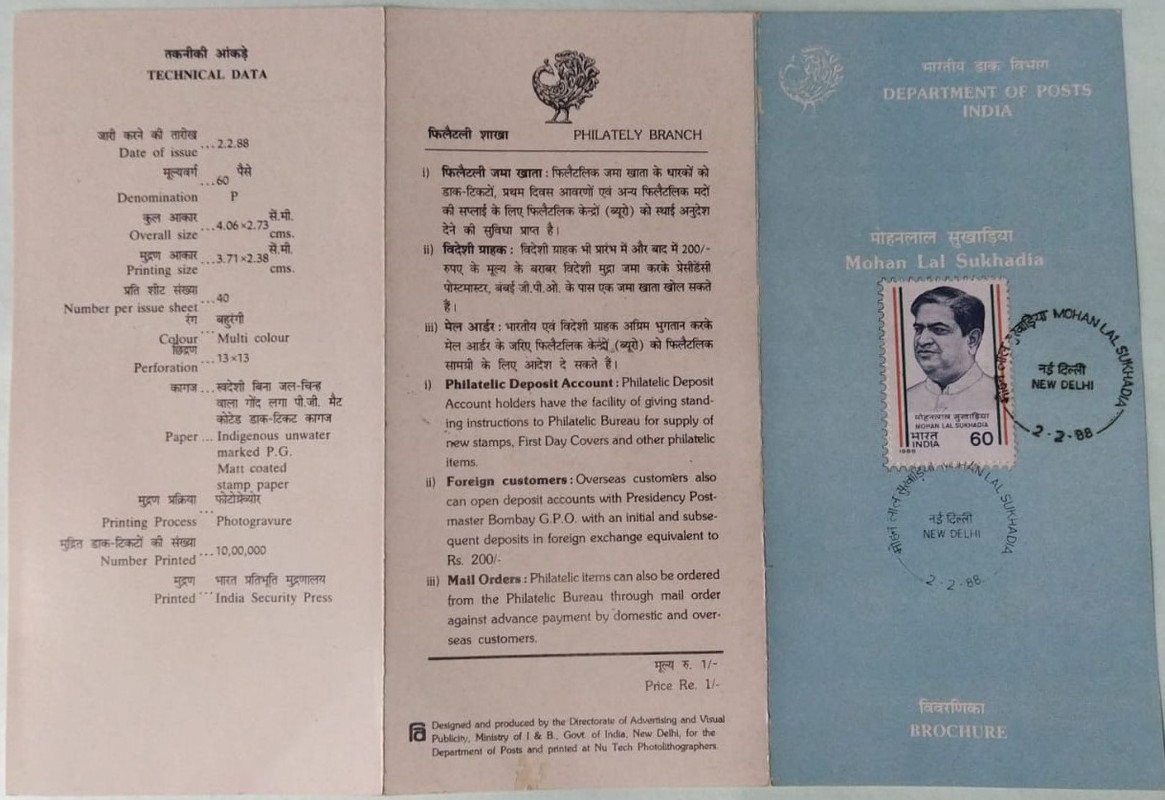 तकनीकी आंकड़े
TECHNICAL DATA
जारी करने की तारीख
Date of issue ...2.2.88
मूल्यवर्ग ...60 पैसे
Denomination P
कुल आकार ...4.06×2.73 सें.मी.
Overall size cms.
मुद्रण आकार ...3.71×2.38 सें.मी.
Printing size cms.
प्रति शीट संख्या ...40
Number per issue sheet
रंग ... बहुरंगी
Colour Multi colour
छिद्रण ...13×13
Perforation
कागज ...स्वदेशी बिना जल-चिन्ह
वाला गोंद लगा पी.जी. मैट
कोटेड डाक-टिकट कागज
Paper ... Indigenous unwater
marked P.G.
Matt coated
stamp paper
मुद्रण प्रक्रिया ... फोटोग्रेव्योर
Printing Process Photogravure
मुद्रित डाक-टिकटों की संख्या ...10,00,000
Number Printed
मुद्रण ... भारत प्रतिभूति मुद्रणालय
Printed India Security Press
फिलैटली शाखा PHILATELY BRANCH
i) फिलैटली जमा खाता : फिलैटलिक जमा खाता के धारकों को
डाक-टिकटों, प्रथम दिवस आवरणों एवं अन्य फिलैटलिक मदों
की सप्लाई के लिए फिलैटलिक केन्द्रों (ब्यूरो) को स्थाई अनुदेश
देने की सुविधा प्राप्त है।
ii) विदेशी ग्राहक : विदेशी ग्राहक भी प्रारंभ में और बाद में 200/-
रुपए के मूल्य के बराबर विदेशी मुद्रा जमा करके प्रेसीडेंसी
पोस्टमास्टर, बंबई जी.पी.ओ. के पास एक जमा खाता खोल सकते
हैं।
iii) मेल आर्डर : भारतीय एवं विदेशी ग्राहक अग्रिम भुगतान करके
मेल आर्डर के जरिए फिलैटलिक केन्द्रों (ब्यूरो) को फिलैटलिक
सामग्री के लिए आदेश दे सकते हैं।
i) Philatelic Deposit Account : Philatelic Deposit
Account holders have the facility of giving stand-
ing instructions to Philatelic Bureau for supply of
new stamps, First Day Covers and other philatelic
items.
ii) Foreign customers : Overseas customers also
can open deposit accounts with Presidency Post-
master Bombay G.P.O. with an initial and subse-
quent deposits in foreign exchange equivalent to
Rs. 200/-
iii) Mail Orders : Philatelic items can also be ordered
from the Philatelic Bureau through mail order
against advance payment by domestic and over-
seas customers.
मूल्य रु. 1/-
Price Re. 1/-
Designed and produced by the Directorate of Advertising and Visual
Publicity, Ministry of I & B., Govt. of India, New Delhi, for the
Department of Posts and printed at Nu Tech Photolithographers.
भारतीय डाक विभाग
DEPARTMENT OF POSTS
INDIA
मोहनलाल सुखाड़िया
Mohan Lal Sukhadia
मोहनलाल सुखाड़िया
MOHAN LAL SUKHADIA
भारत
INDIA 60
1988
मोहन लाल सुखाड़िया MOHAN LAL SUKHADIA
नई दिल्ली
NEW DELHI
2-2-88
मोहन लाल सुखाड़िया MOHAN LAL SUKHADIA
नई दिल्ली
NEW DELHI
2-2-88
विवरणिका
BROCHURE